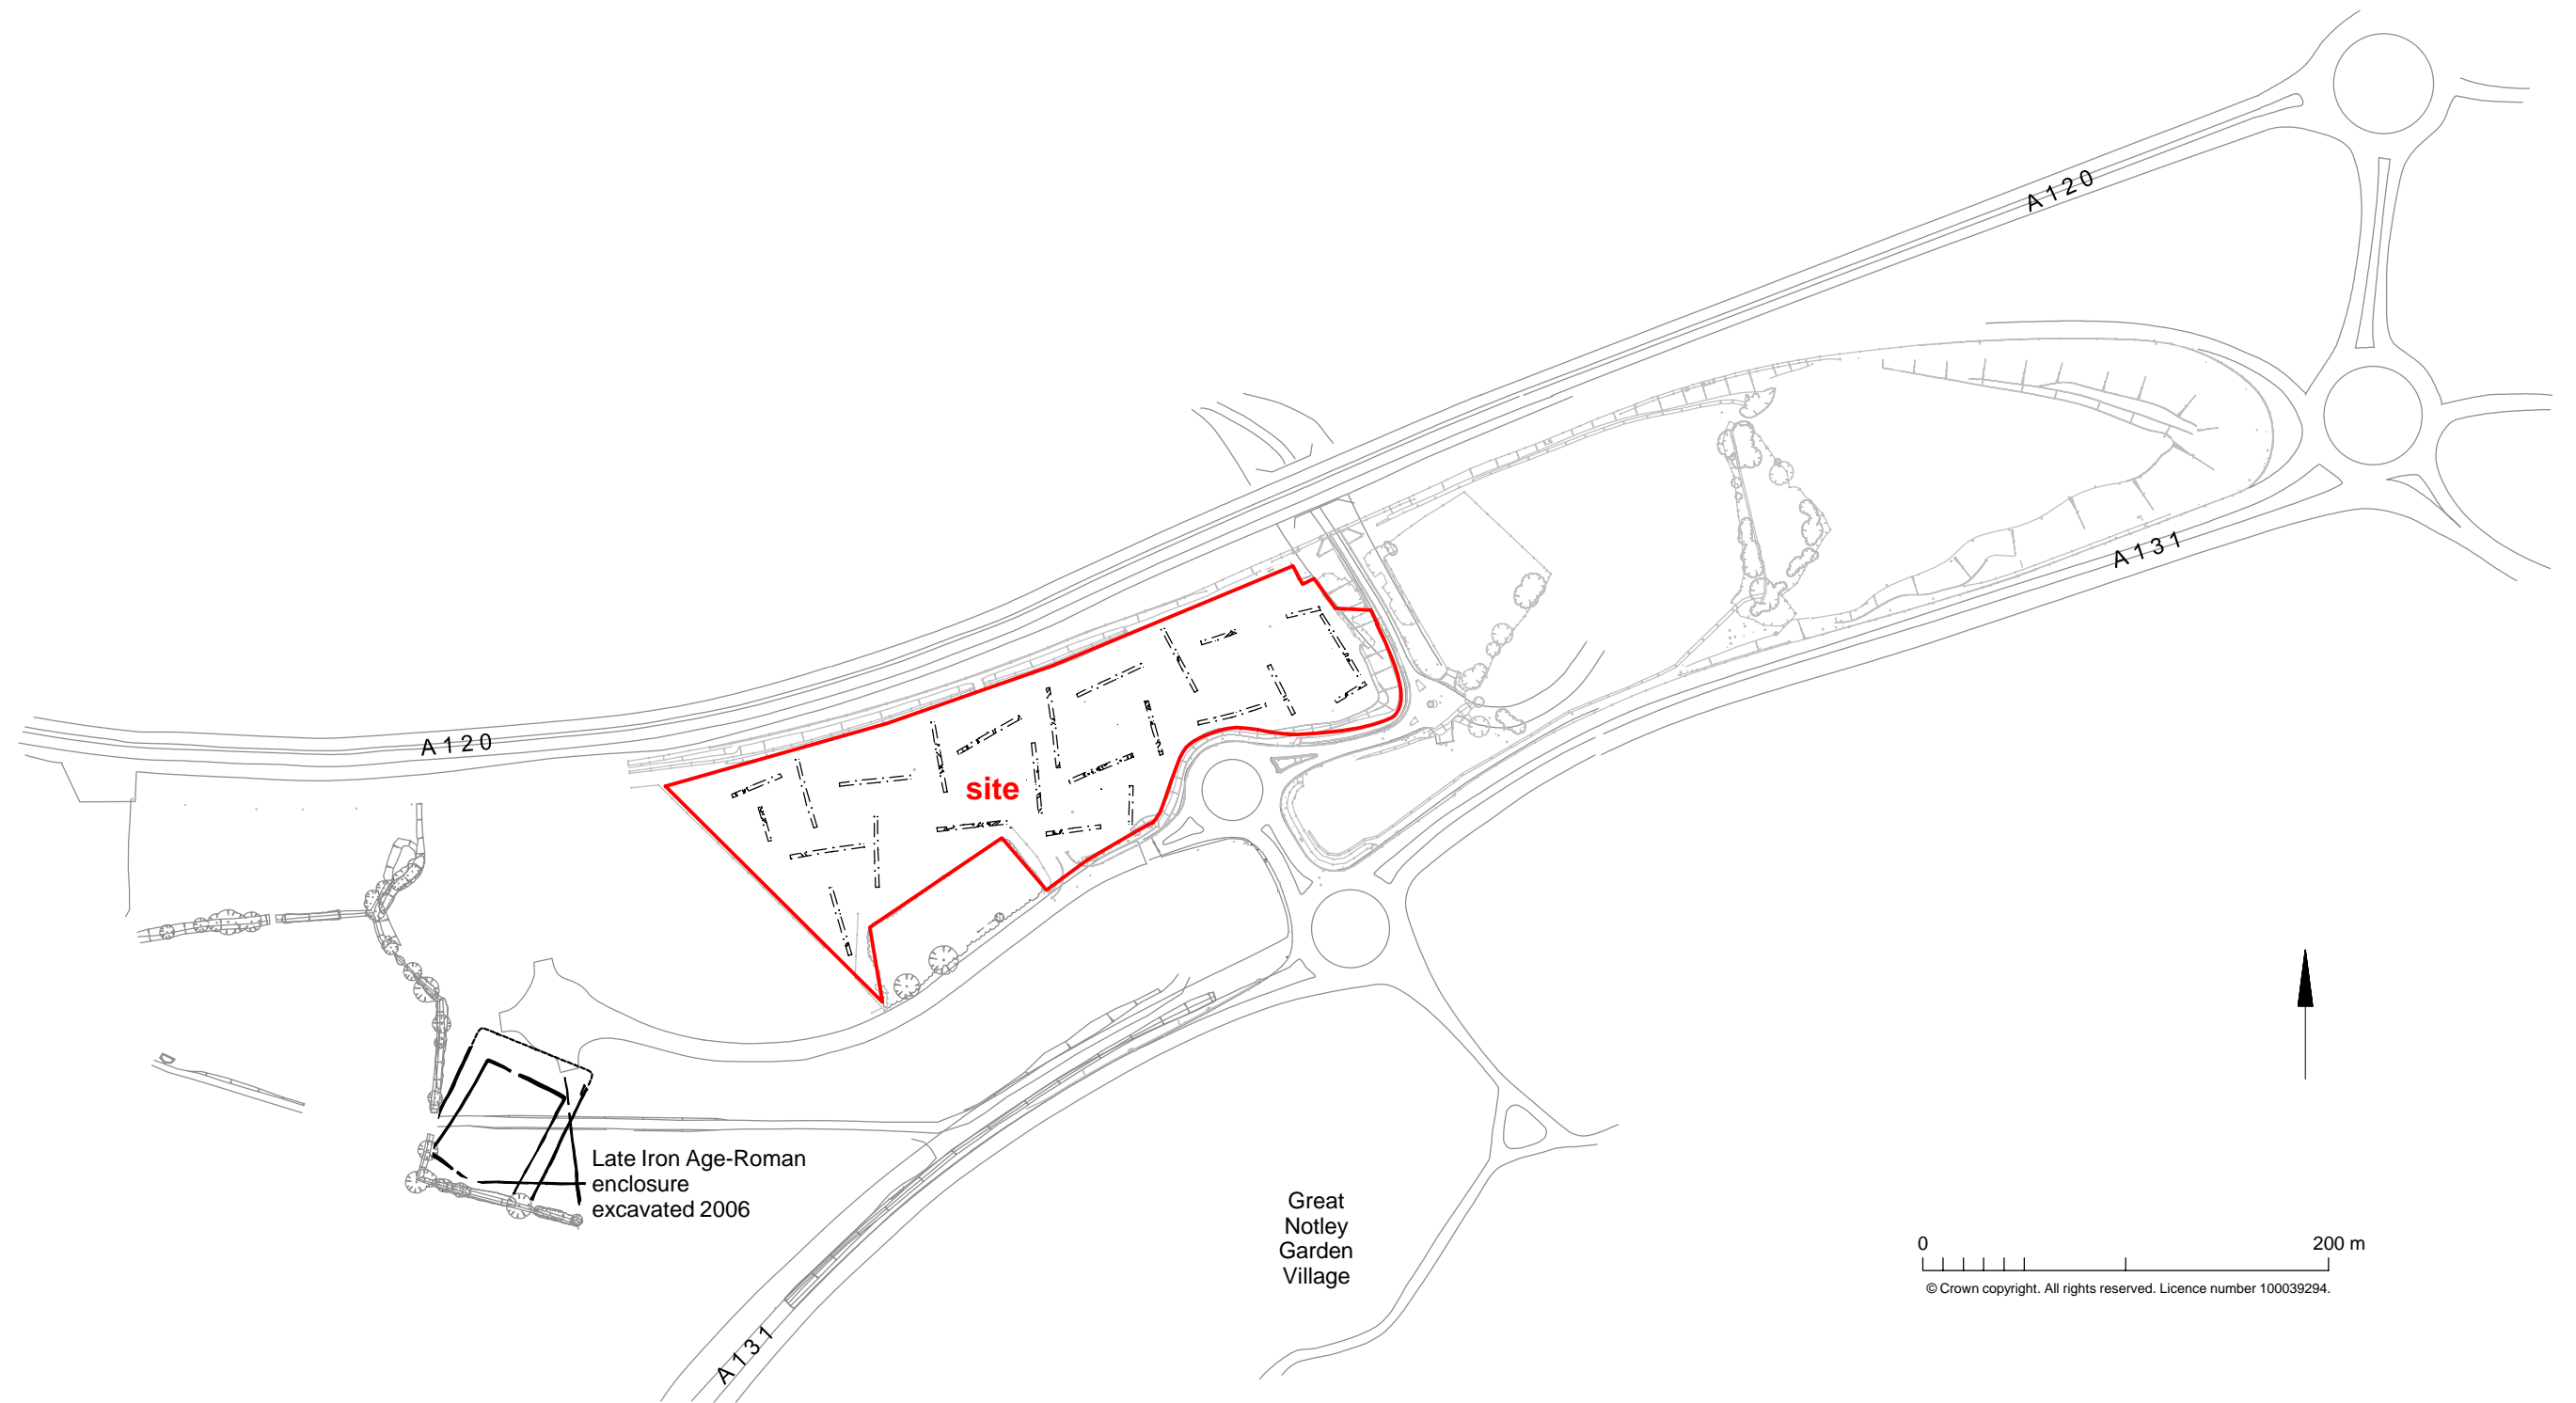 A120
A131
A120
site
Late Iron Age-Roman
enclosure
excavated 2006
Great
Notley
Garden
Village
0 200 m
© Crown copyright. All rights reserved. Licence number 100039294.
A131